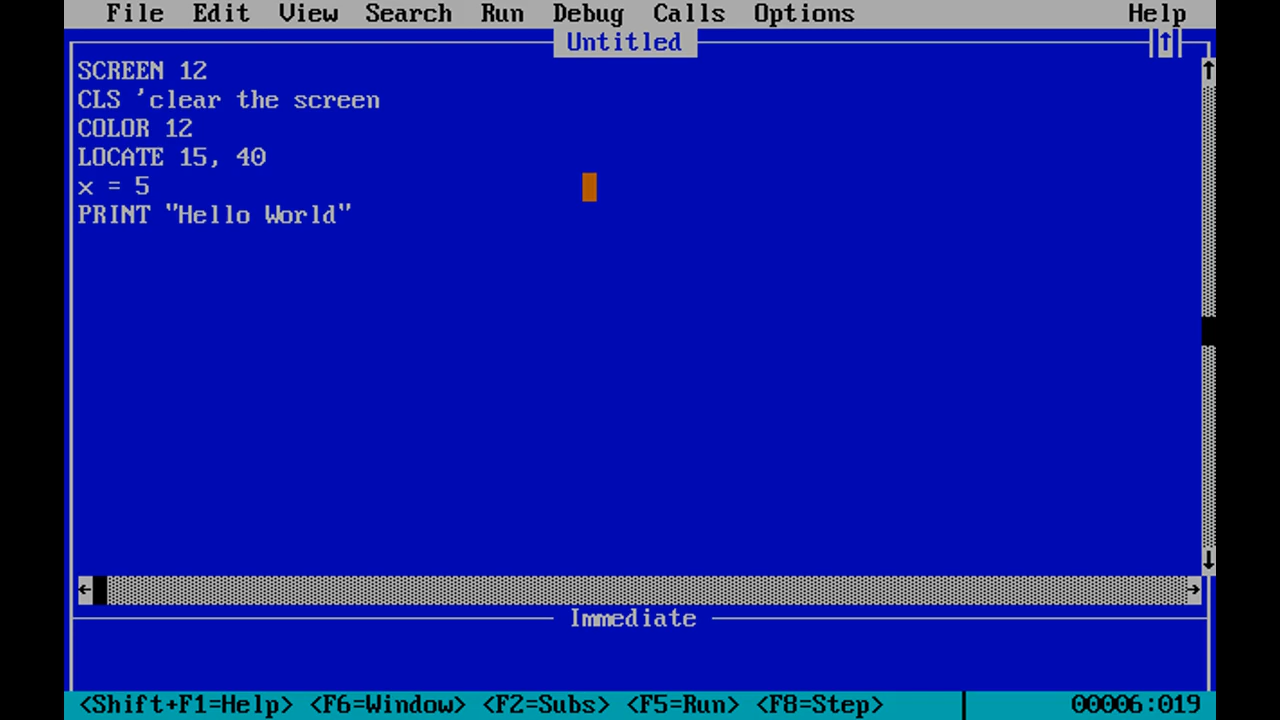 File Edit View Search Run Debug Calls Options Help
Untitled
SCREEN 12
CLS 'clear the screen
COLOR 12
LOCATE 15, 40
x = 5
PRINT "Hello World"
Immediate
<Shift+F1=Help> <F6=Window> <F2=Subs> <F5=Run> <F8=Step> 00006:019